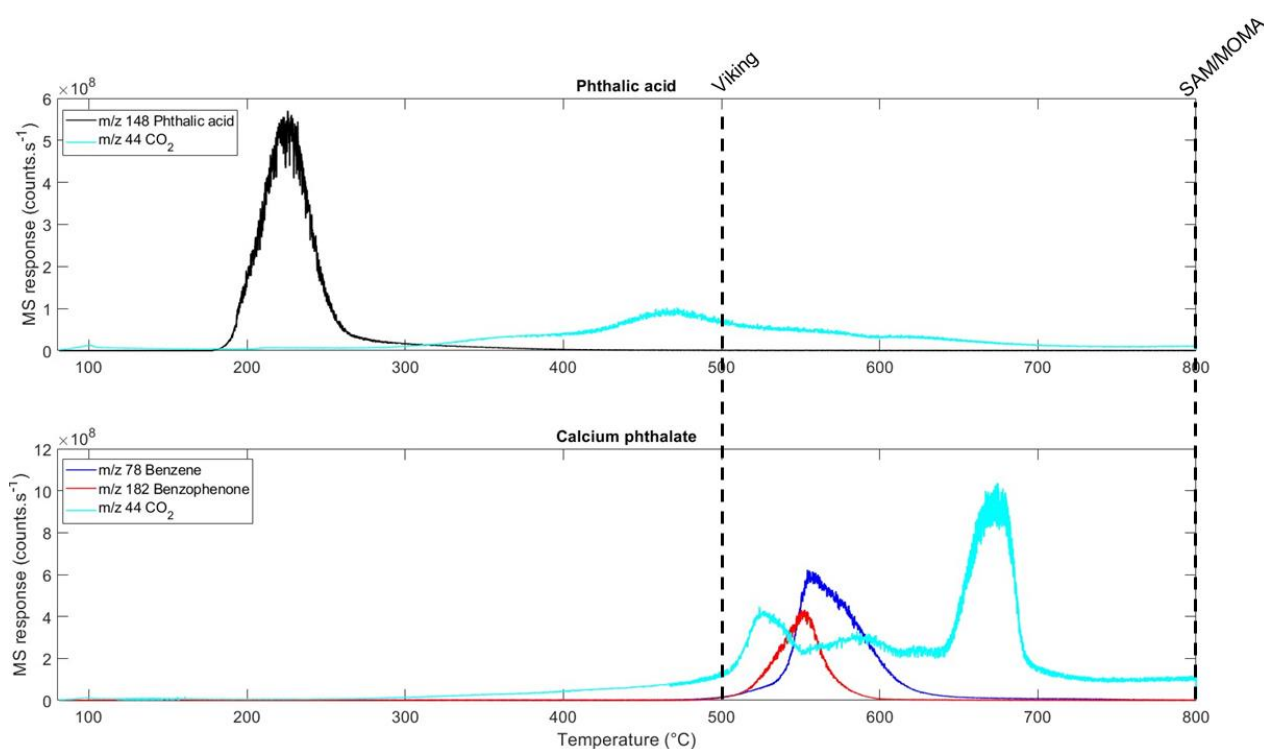 Viking
SAM/MOMA
×10⁸
Phthalic acid
6
5
4
3
2
1
0
MS response (counts.s⁻¹)
m/z 148 Phthalic acid
m/z 44 CO₂
100 200 300 400 500 600 700 800
×10⁸
Calcium phthalate
12
10
8
6
4
2
0
MS response (counts.s⁻¹)
m/z 78 Benzene
m/z 182 Benzophenone
m/z 44 CO₂
100 200 300 400 500 600 700 800
Temperature (°C)